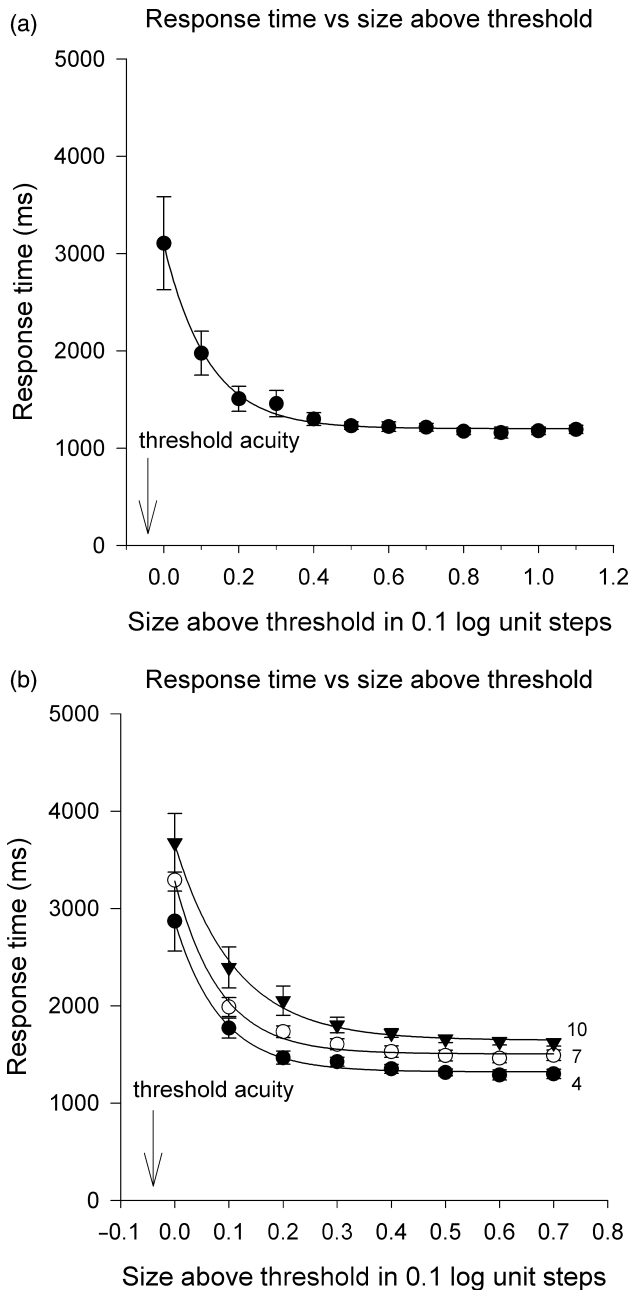 (a)
Response time vs size above threshold
5000
4000
3000
2000
1000
0
Response time (ms)
threshold acuity
0.0 0.2 0.4 0.6 0.8 1.0 1.2
Size above threshold in 0.1 log unit steps
(b)
Response time vs size above threshold
5000
4000
3000
2000
1000
0
Response time (ms)
10
7
4
threshold acuity
−0.1 0.0 0.1 0.2 0.3 0.4 0.5 0.6 0.7 0.8
Size above threshold in 0.1 log unit steps